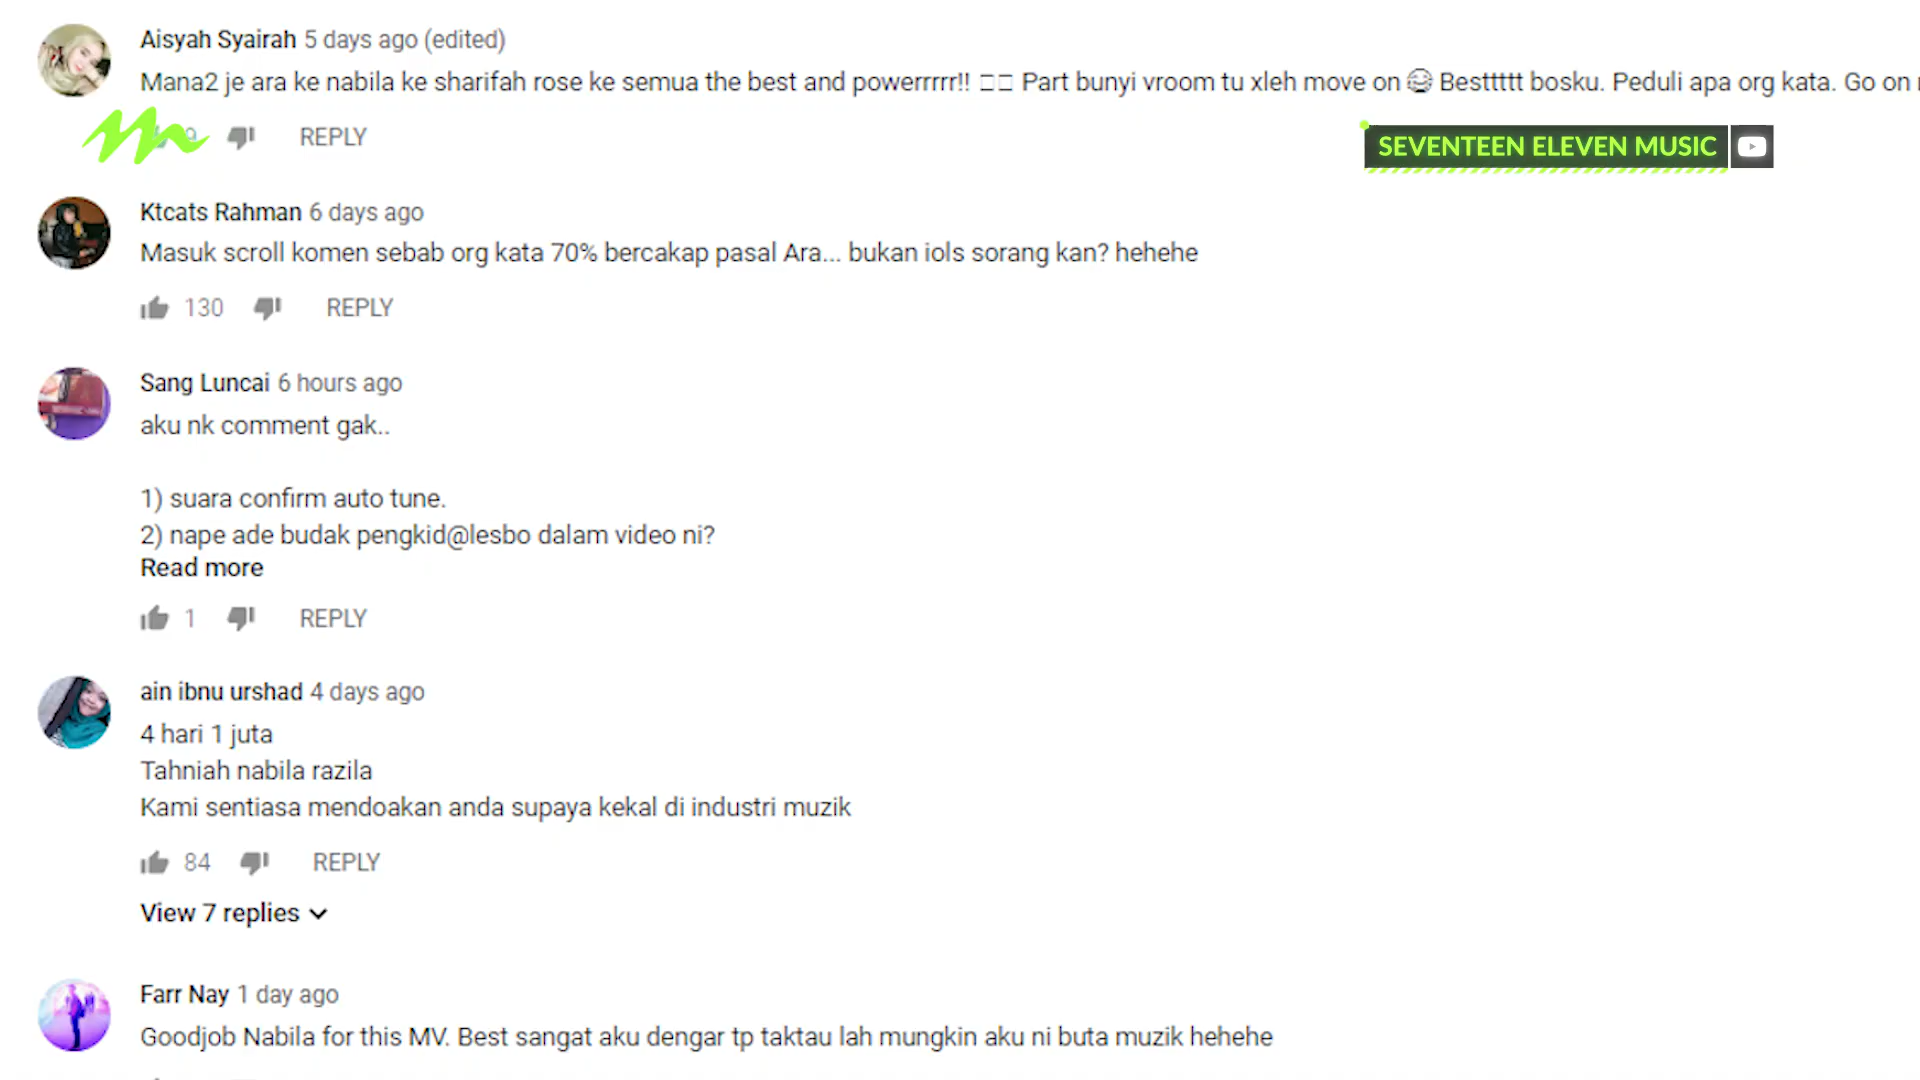 Aisyah Syairah 5 days ago (edited)
Mana2 je ara ke nabila ke sharifah rose ke semua the best and powerrrrr!! □□ Part bunyi vroom tu xleh move on 😂 Besttttt bosku. Peduli apa org kata. Go on
9 REPLY
SEVENTEEN ELEVEN MUSIC
Ktcats Rahman 6 days ago
Masuk scroll komen sebab org kata 70% bercakap pasal Ara... bukan iols sorang kan? hehehe
130 REPLY
Sang Luncai 6 hours ago
aku nk comment gak..
1) suara confirm auto tune.
2) nape ade budak pengkid@lesbo dalam video ni?
Read more
1 REPLY
ain ibnu urshad 4 days ago
4 hari 1 juta
Tahniah nabila razila
Kami sentiasa mendoakan anda supaya kekal di industri muzik
84 REPLY
View 7 replies
Farr Nay 1 day ago
Goodjob Nabila for this MV. Best sangat aku dengar tp taktau lah mungkin aku ni buta muzik hehehe